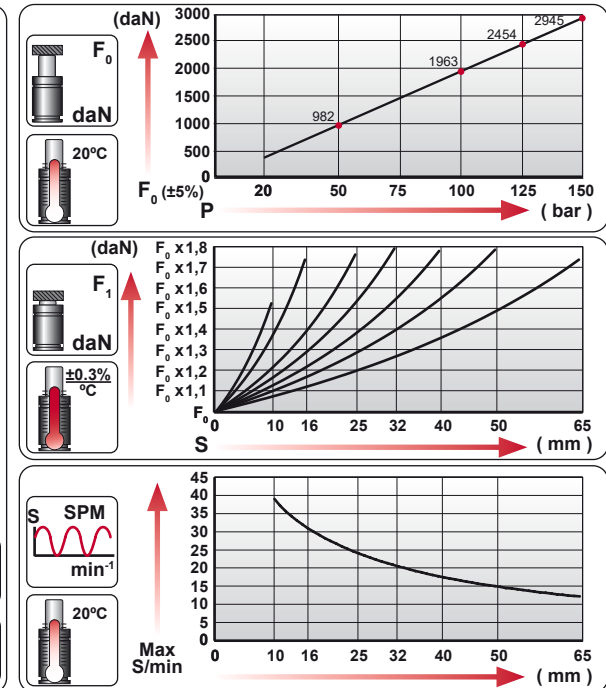 (daN)
F₀
daN
20ºC
F₀ (±5%)
3000
2500
2000
1500
1000
500
0
982
1963
2454
2945
20 50 75 100 125 150
P ( bar )
(daN)
F₁
daN
±0.3%
ºC
F₀ x1,8
F₀ x1,7
F₀ x1,6
F₀ x1,5
F₀ x1,4
F₀ x1,3
F₀ x1,2
F₀ x1,1
F₀
0 10 16 25 32 40 50 65
S ( mm )
S SPM
min⁻¹
20ºC
Max
S/min
45
40
35
30
25
20
15
10
5
0
0 10 16 25 32 40 50 65
( mm )